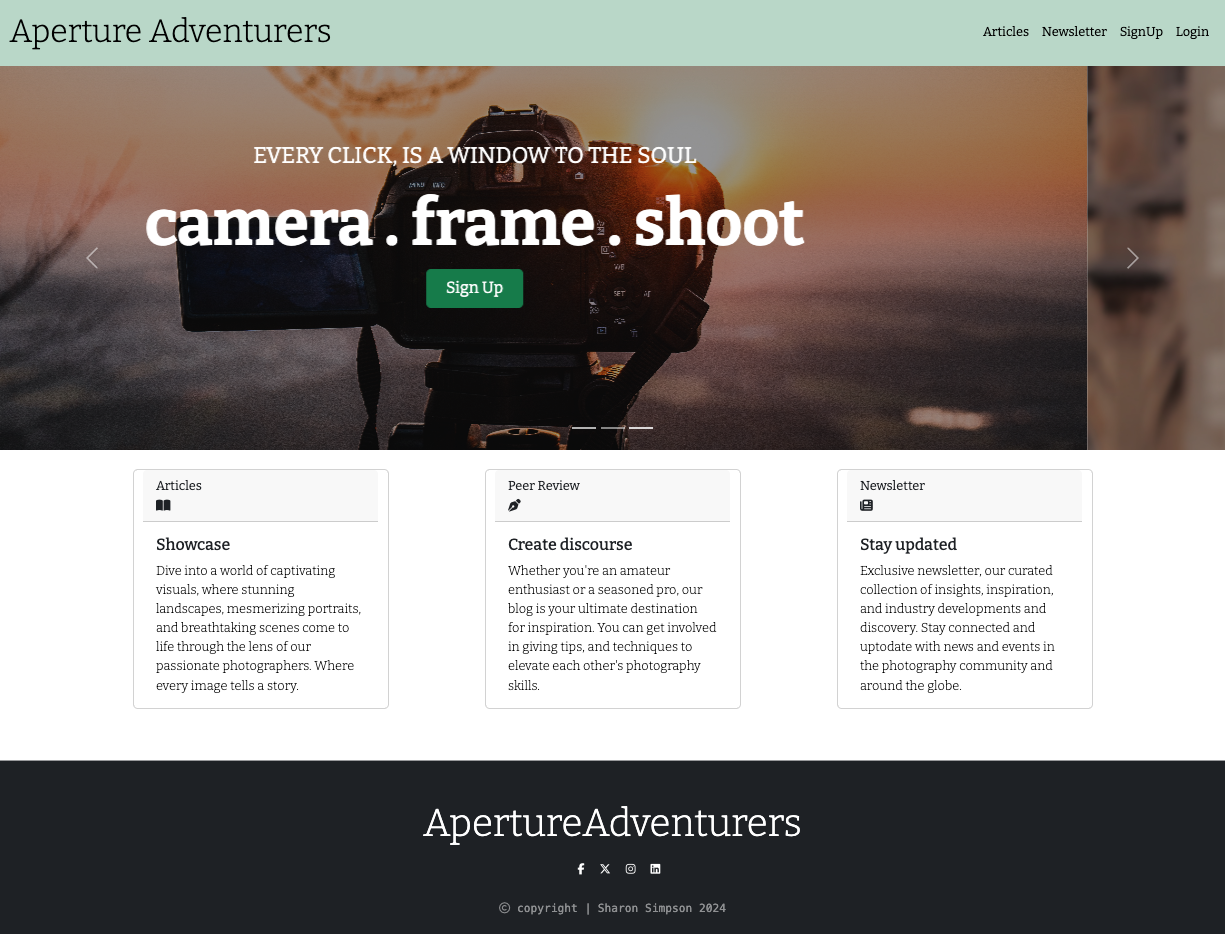 Aperture Adventurers
Articles Newsletter SignUp Login
EVERY CLICK, IS A WINDOW TO THE SOUL
camera . frame . shoot
Sign Up
Articles
Showcase
Dive into a world of captivating
visuals, where stunning
landscapes, mesmerizing portraits,
and breathtaking scenes come to
life through the lens of our
passionate photographers. Where
every image tells a story.
Peer Review
Create discourse
Whether you're an amateur
enthusiast or a seasoned pro, our
blog is your ultimate destination
for inspiration. You can get involved
in giving tips, and techniques to
elevate each other's photography
skills.
Newsletter
Stay updated
Exclusive newsletter, our curated
collection of insights, inspiration,
and industry developments and
discovery. Stay connected and
uptodate with news and events in
the photography community and
around the globe.
ApertureAdventurers
© copyright | Sharon Simpson 2024